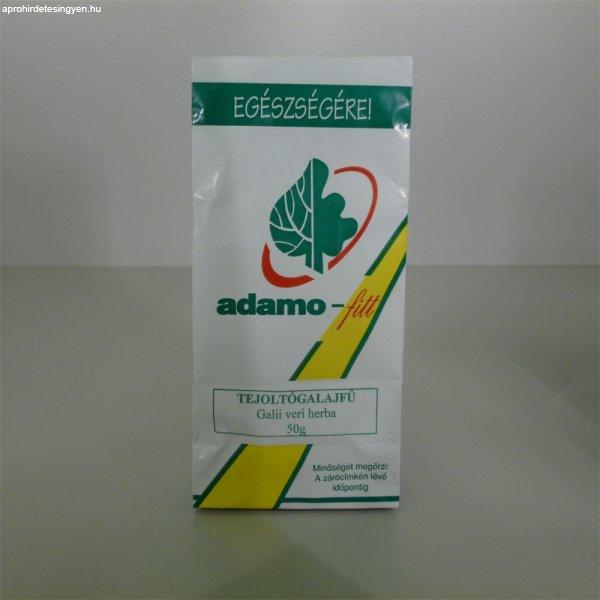 aprohirdetesingyen.hu
EGÉSZSÉGÉRE!
adamo-fitt
TEJOLTÓGALAJFŰ
Galii veri herba
50g
Minőségét megőrzi:
A zárócímkén lévő
időpontig